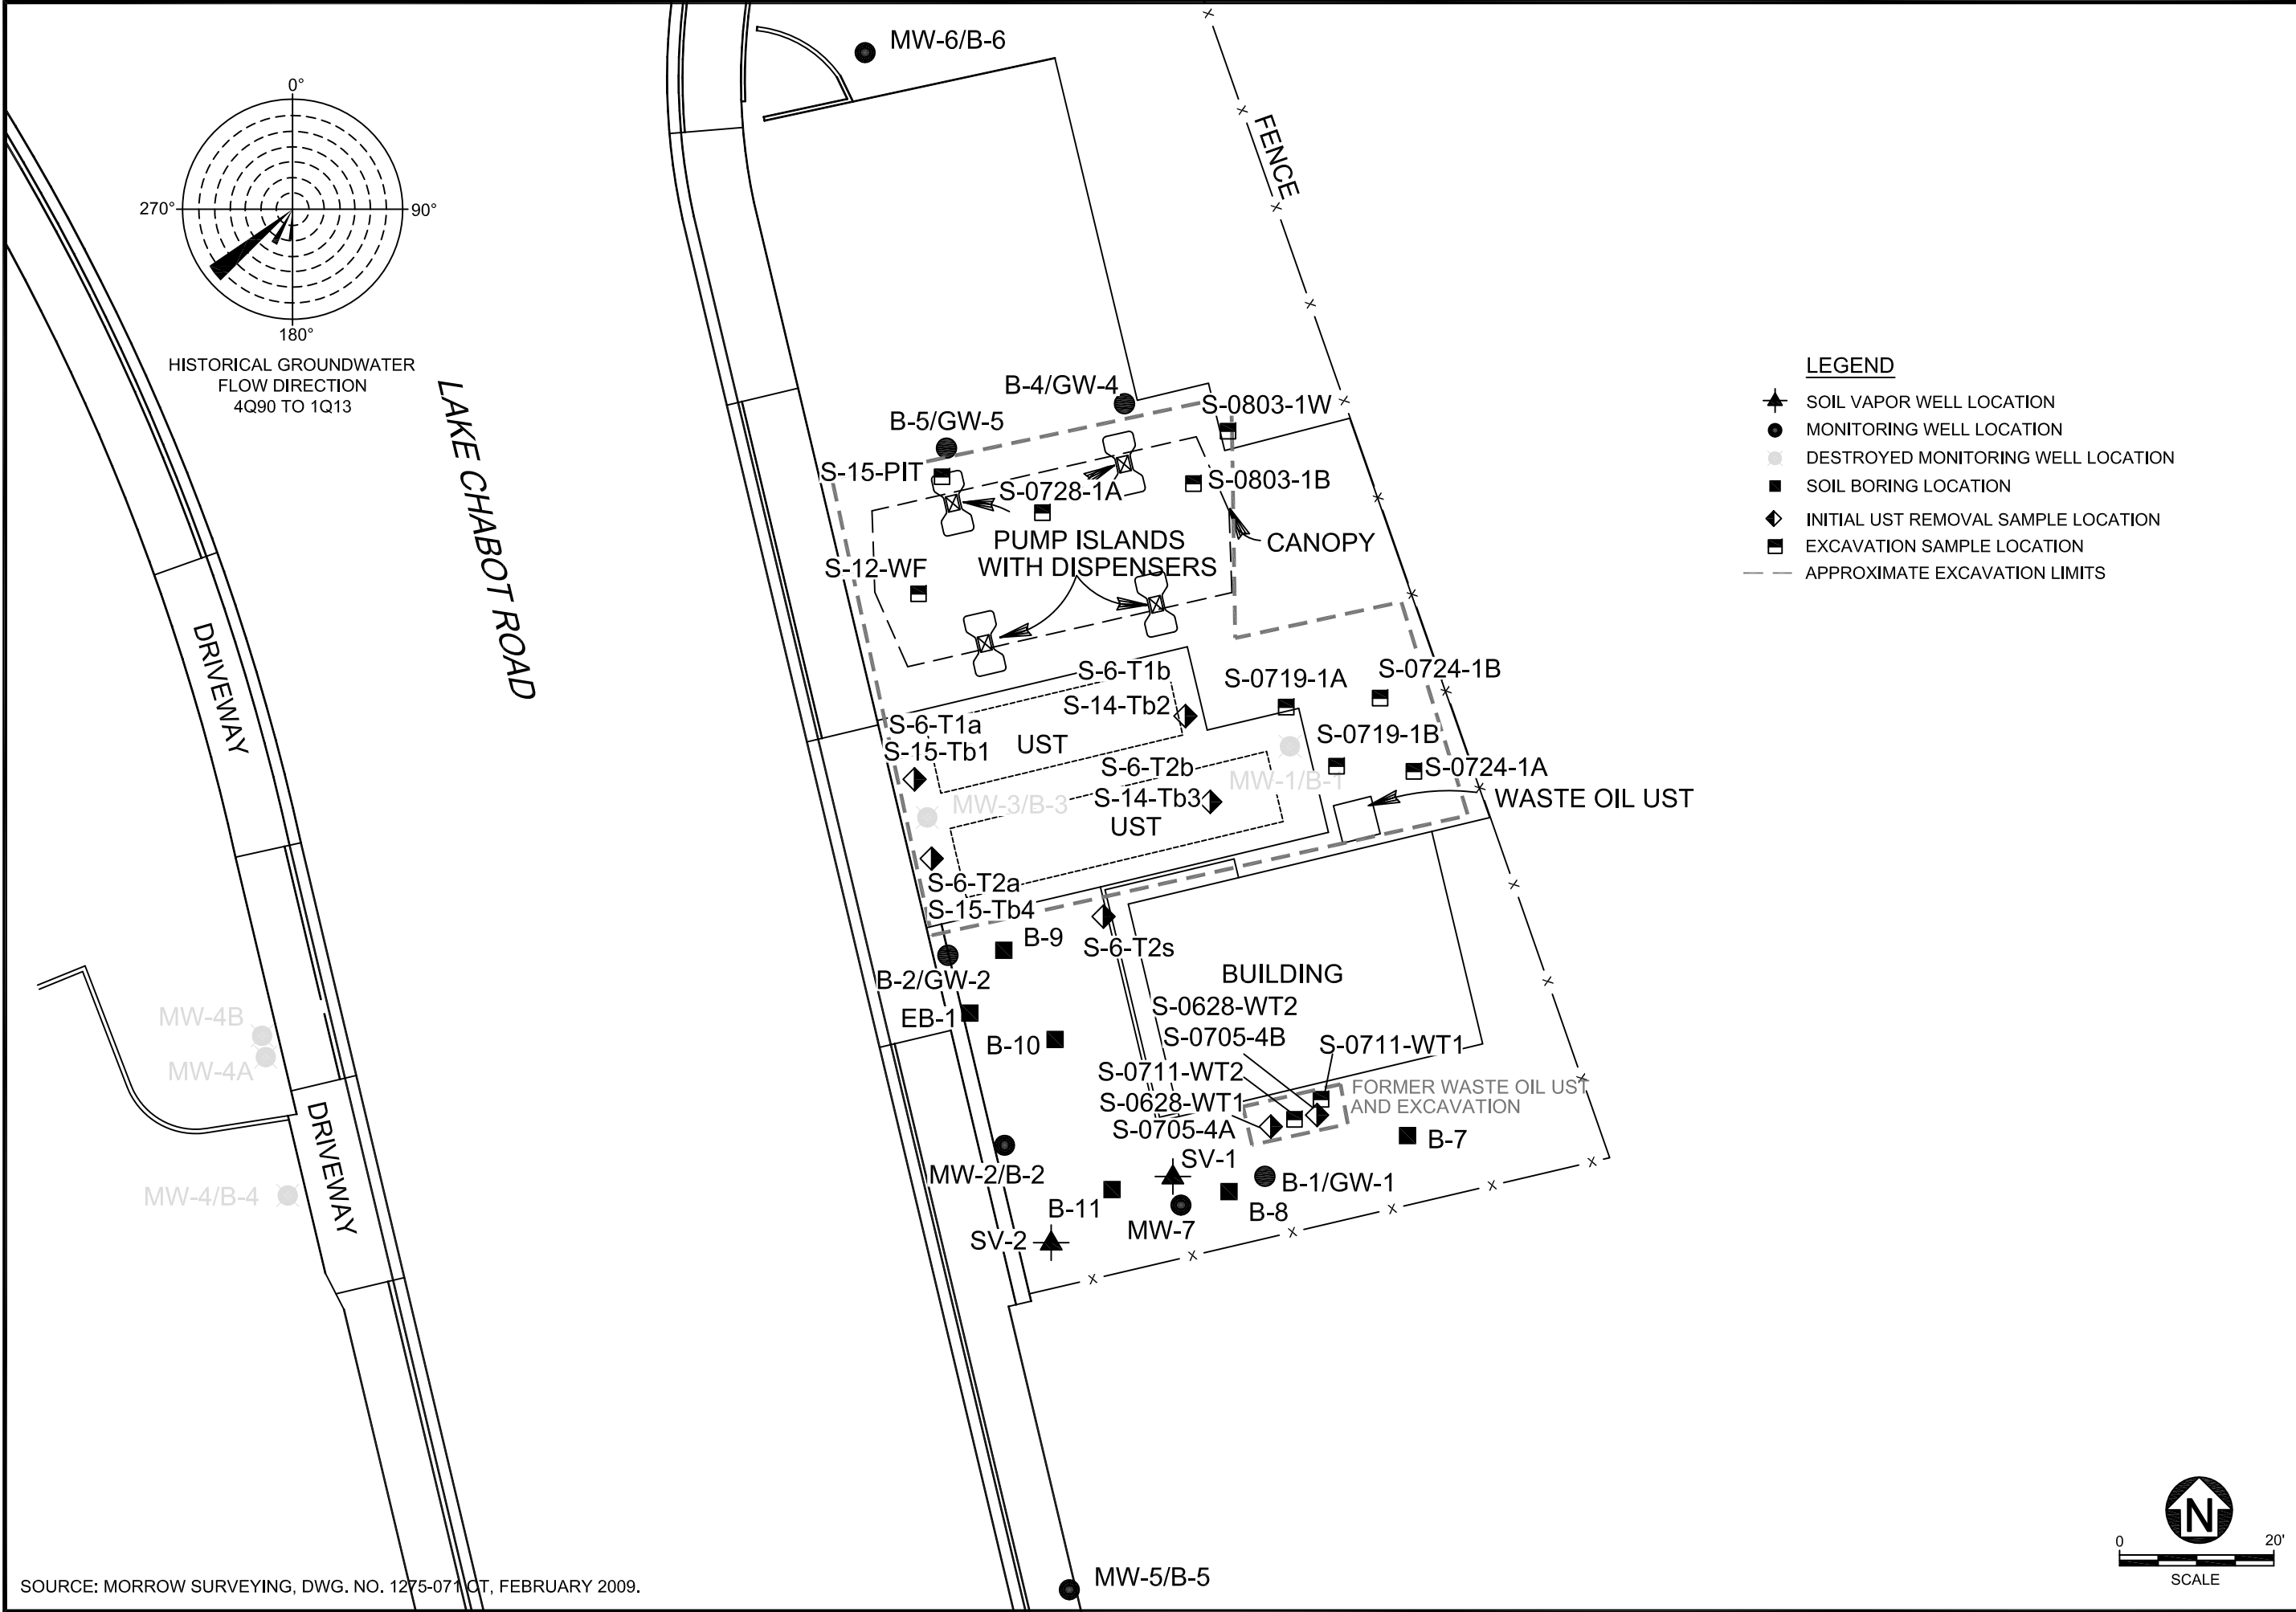 MW-6/B-6
0°
270°
90°
180°
HISTORICAL GROUNDWATER
FLOW DIRECTION
4Q90 TO 1Q13
LAKE CHABOT ROAD
FENCE
LEGEND
SOIL VAPOR WELL LOCATION
MONITORING WELL LOCATION
DESTROYED MONITORING WELL LOCATION
SOIL BORING LOCATION
INITIAL UST REMOVAL SAMPLE LOCATION
EXCAVATION SAMPLE LOCATION
APPROXIMATE EXCAVATION LIMITS
B-4/GW-4
S-0803-1W
B-5/GW-5
S-15-PIT
S-0728-1A
S-0803-1B
PUMP ISLANDS
WITH DISPENSERS
CANOPY
S-12-WF
DRIVEWAY
S-6-T1b
S-14-Tb2
S-0719-1A
S-0724-1B
S-6-T1a
S-15-Tb1
UST
S-0719-1B
S-6-T2b
S-14-Tb3
UST
MW-1/B-1
S-0724-1A
WASTE OIL UST
MW-3/B-3
S-6-T2a
S-15-Tb4
B-9
S-6-T2s
B-2/GW-2
BUILDING
EB-1
B-10
S-0628-WT2
S-0705-4B
S-0711-WT1
S-0711-WT2
S-0628-WT1
S-0705-4A
FORMER WASTE OIL UST
AND EXCAVATION
MW-4B
MW-4A
MW-4/B-4
DRIVEWAY
B-7
MW-2/B-2
SV-1
B-1/GW-1
B-11
B-8
MW-7
SV-2
MW-5/B-5
N
0
20'
SCALE
SOURCE: MORROW SURVEYING, DWG. NO. 1275-071 CT, FEBRUARY 2009.